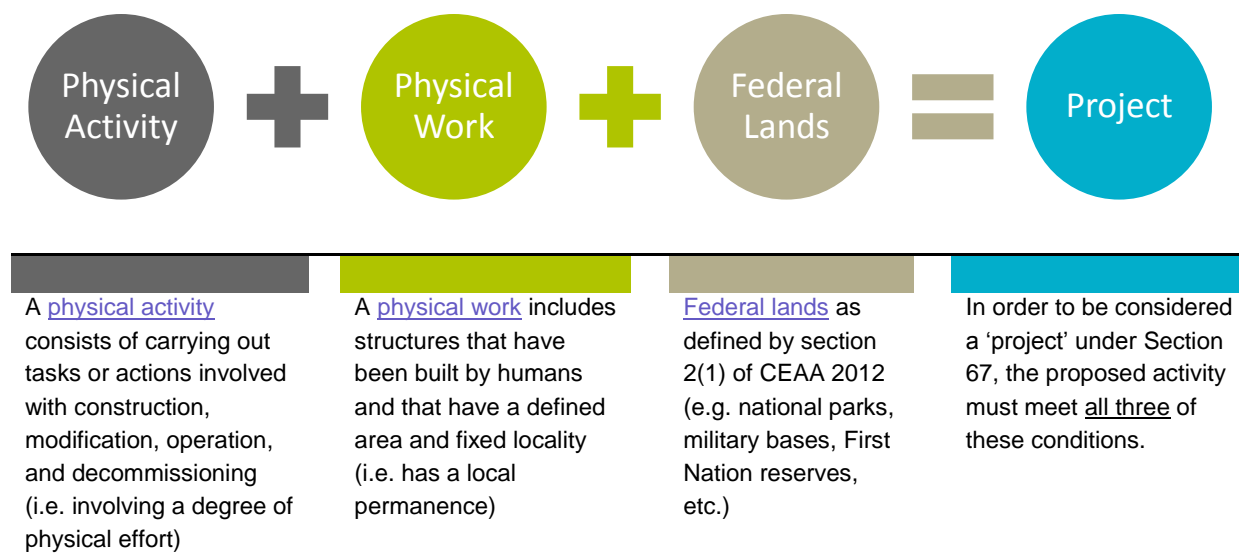 Physical
Activity
Physical
Work
Federal
Lands
Project
A physical activity
consists of carrying out
tasks or actions involved
with construction,
modification, operation,
and decommissioning
(i.e. involving a degree of
physical effort)
A physical work includes
structures that have
been built by humans
and that have a defined
area and fixed locality
(i.e. has a local
permanence)
Federal lands as
defined by section
2(1) of CEAA 2012
(e.g. national parks,
military bases, First
Nation reserves,
etc.)
In order to be considered
a ‘project’ under Section
67, the proposed activity
must meet all three of
these conditions.